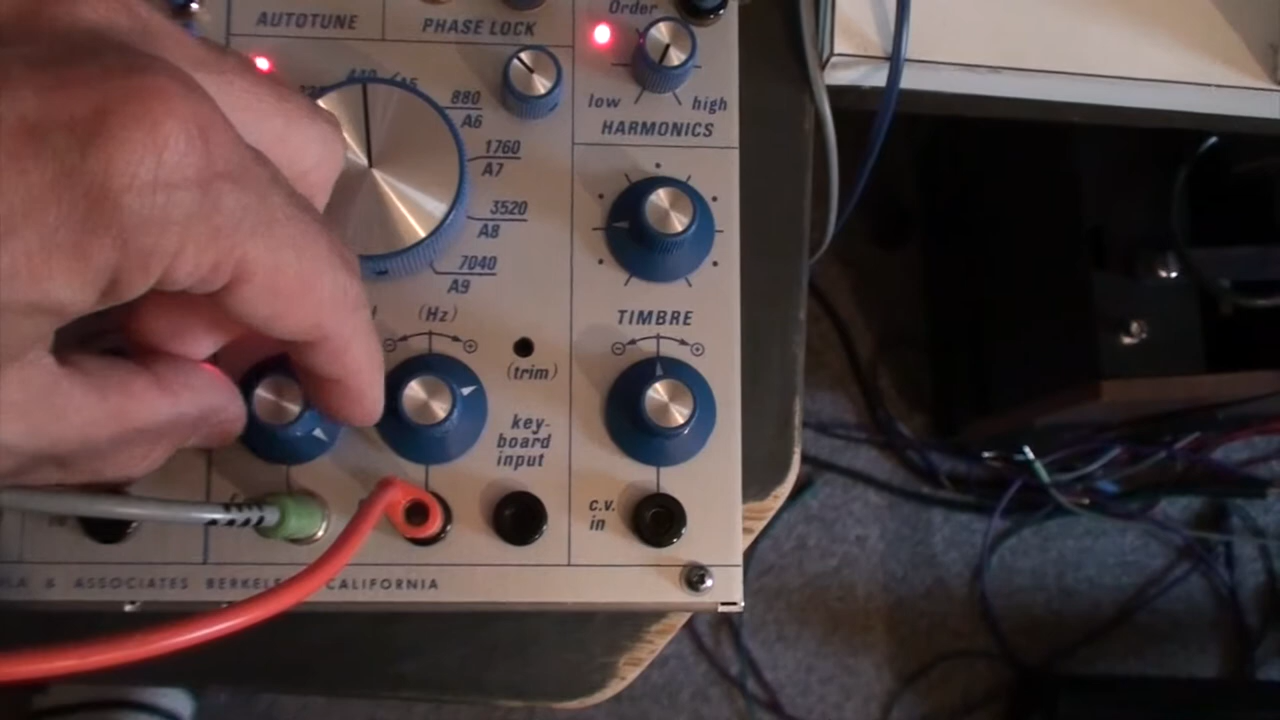 AUTOTUNE
PHASE LOCK
Order
low
high
HARMONICS
880
A6
1760
A7
3520
A8
7040
A9
(Hz)
TIMBRE
(trim)
key-
board
input
c.v.
in
& ASSOCIATES CALIFORNIA